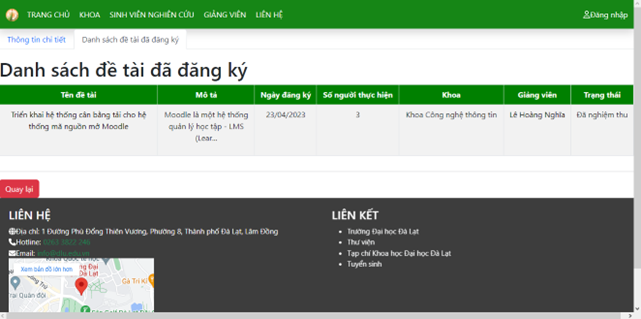 TRANG CHỦ KHOA SINH VIÊN NGHIÊN CỨU GIẢNG VIÊN LIÊN HỆ Đăng nhập
Thông tin chi tiết Danh sách đề tài đã đăng ký
Danh sách đề tài đã đăng ký
Tên đề tài Mô tả Ngày đăng ký Số người thực hiện Khoa Giảng viên Trạng thái
Triển khai hệ thống cân bằng tải cho hệ thống mã nguồn mở Moodle
Moodle là một hệ thống quản lý học tập - LMS (Lear...
23/04/2023
3
Khoa Công nghệ thông tin
Lê Hoàng Nghĩa
Đã nghiệm thu
Quay lại
LIÊN HỆ
Địa chỉ: 1 Đường Phù Đổng Thiên Vương, Phường 8, Thành phố Đà Lạt, Lâm Đồng
Hotline: 0263 3822 246
Email: info@dlu.edu.vn
Xem bản đồ lớn hơn
LIÊN KẾT
Trường Đại học Đà Lạt
Thư viện
Tạp chí Khoa học Đại học Đà Lạt
Tuyển sinh